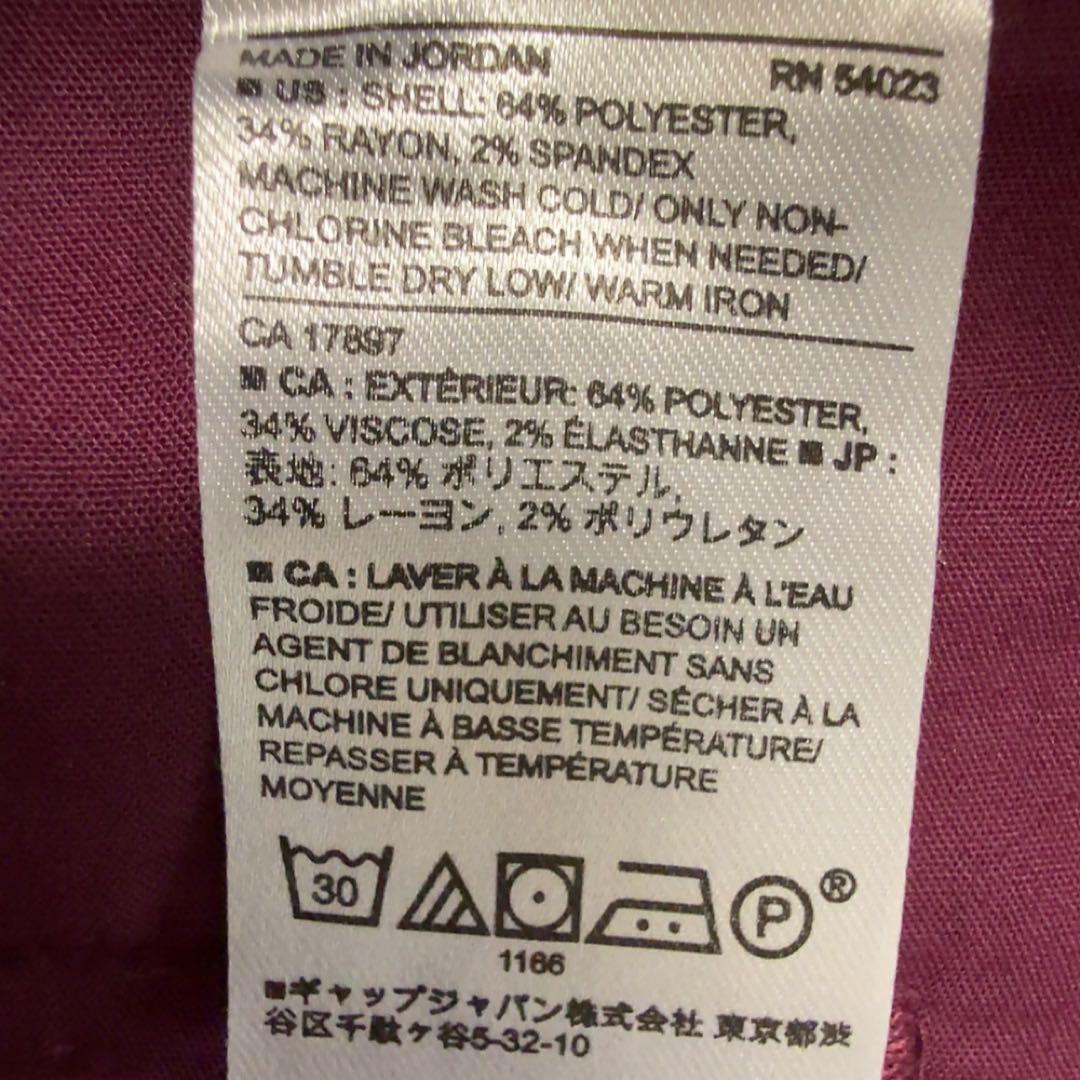 MADE IN JORDAN
RN 54023
■ US : SHELL: 64% POLYESTER,
34% RAYON, 2% SPANDEX
MACHINE WASH COLD/ ONLY NON-
CHLORINE BLEACH WHEN NEEDED/
TUMBLE DRY LOW/ WARM IRON
CA 17897
■ CA : EXTÉRIEUR: 64% POLYESTER,
34% VISCOSE, 2% ÉLASTHANNE ■ JP :
表地: 64% ポリエステル,
34% レーヨン, 2% ポリウレタン
■ CA : LAVER À LA MACHINE À L'EAU
FROIDE/ UTILISER AU BESOIN UN
AGENT DE BLANCHIMENT SANS
CHLORE UNIQUEMENT/ SÉCHER À LA
MACHINE À BASSE TEMPÉRATURE/
REPASSER À TEMPÉRATURE
MOYENNE
30 P ®
1166
■ギャップジャパン株式会社 東京都渋
谷区千駄ヶ谷5-32-10